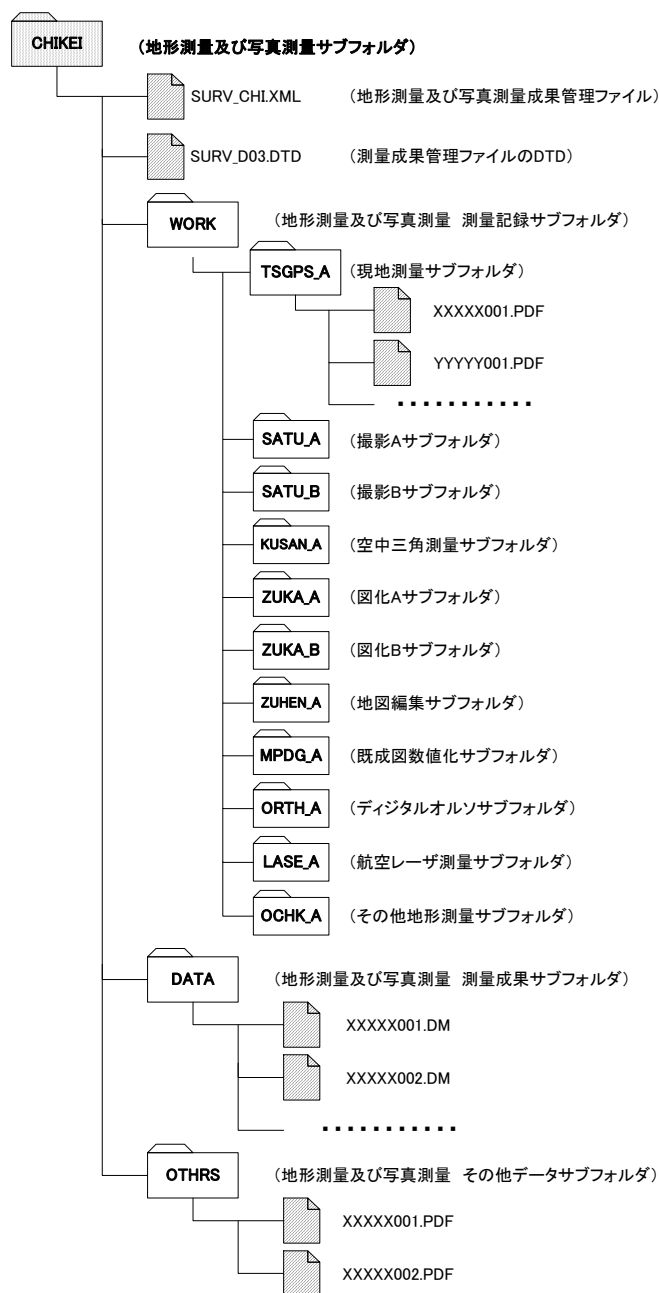 CHIKEI （地形測量及び写真測量サブフォルダ）
SURV_CHI.XML （地形測量及び写真測量成果管理ファイル）
SURV_D03.DTD （測量成果管理ファイルのDTD）
WORK （地形測量及び写真測量 測量記録サブフォルダ）
TSGPS_A （現地測量サブフォルダ）
XXXXX001.PDF
YYYYY001.PDF
・・・・・・・・・・・
SATU_A （撮影Aサブフォルダ）
SATU_B （撮影Bサブフォルダ）
KUSAN_A （空中三角測量サブフォルダ）
ZUKA_A （図化Aサブフォルダ）
ZUKA_B （図化Bサブフォルダ）
ZUHEN_A （地図編集サブフォルダ）
MPDG_A （既成図数値化サブフォルダ）
ORTH_A （ディジタルオルソサブフォルダ）
LASE_A （航空レーザ測量サブフォルダ）
OCHK_A （その他地形測量サブフォルダ）
DATA （地形測量及び写真測量 測量成果サブフォルダ）
XXXXX001.DM
XXXXX002.DM
・・・・・・・・・・・
OTHRS （地形測量及び写真測量 その他データサブフォルダ）
XXXXX001.PDF
XXXXX002.PDF